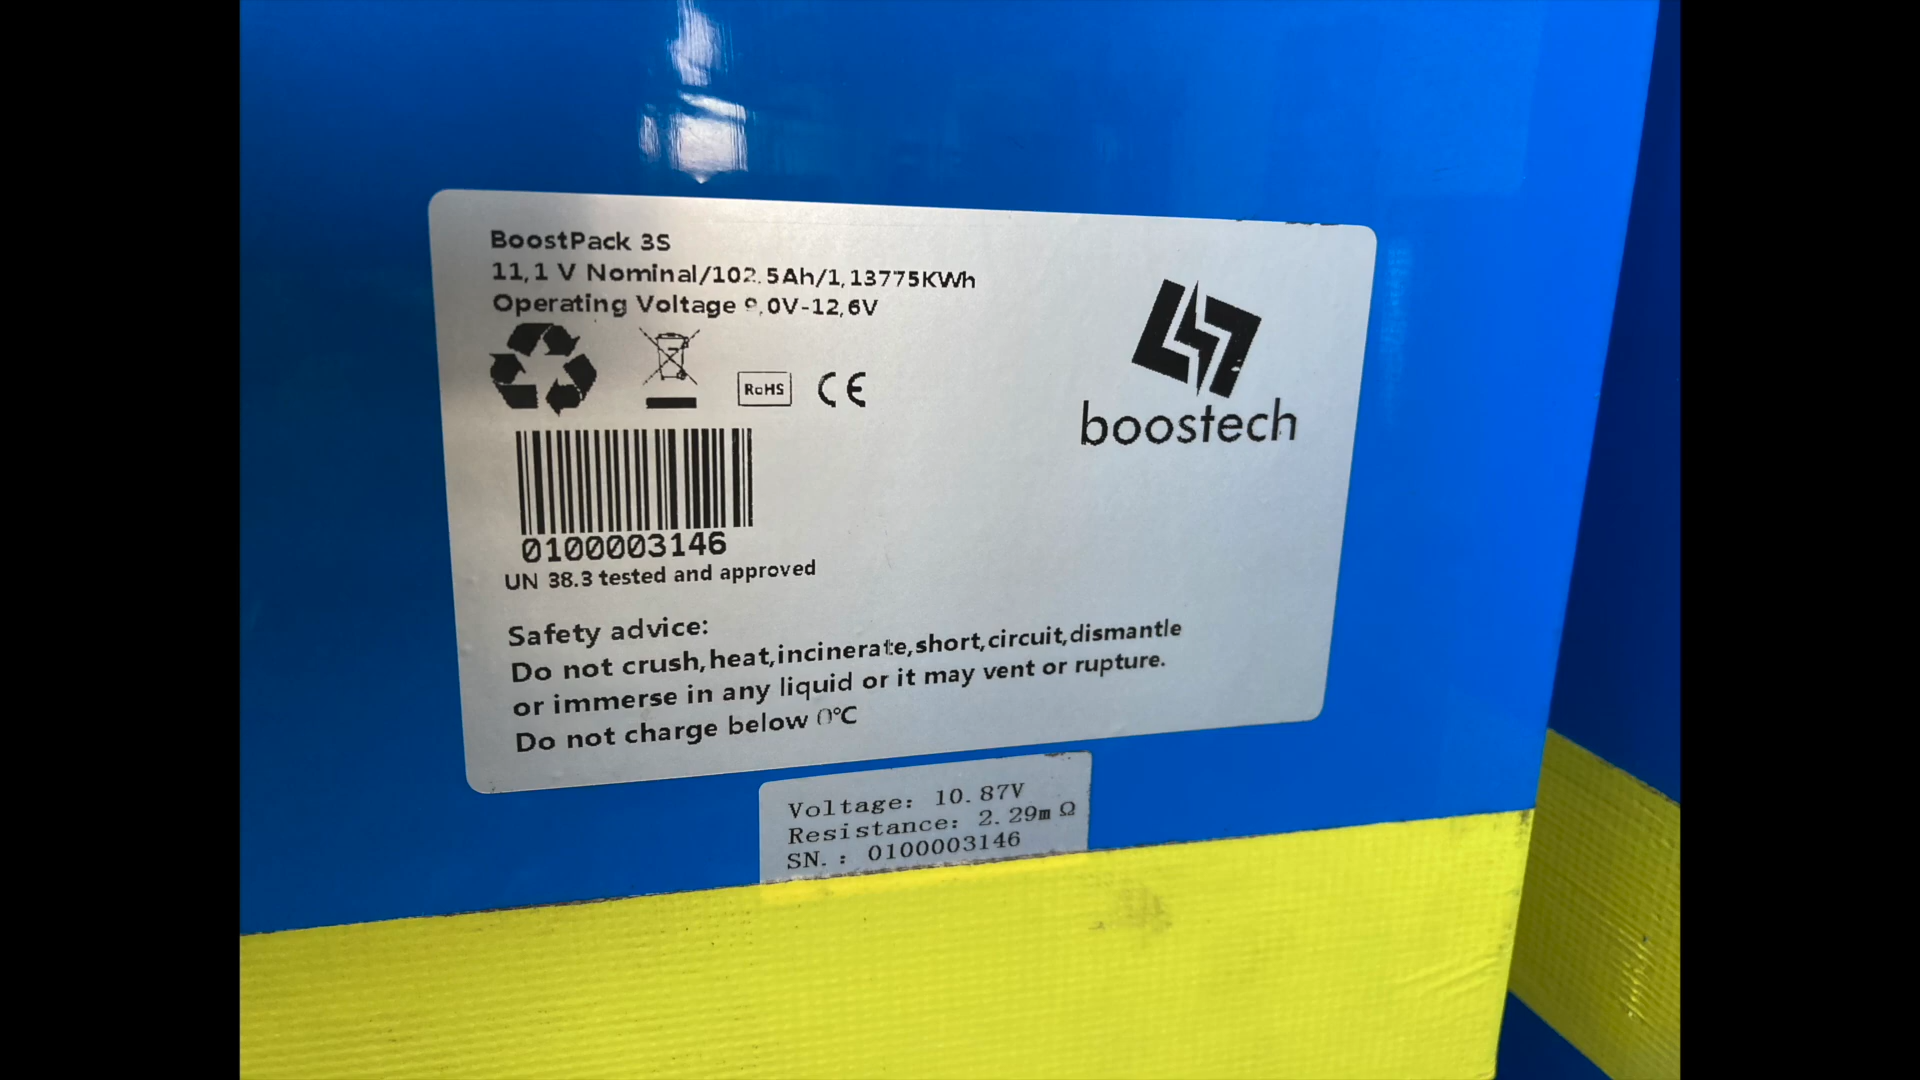 BoostPack 3S
11,1 V Nominal/102.5Ah/1,13775KWh
Operating Voltage 9,0V-12,6V
RoHS CE
boostech
0100003146
UN 38.3 tested and approved
Safety advice:
Do not crush,heat,incinerate,short,circuit,dismantle
or immerse in any liquid or it may vent or rupture.
Do not charge below 0°C
Voltage: 10.87V
Resistance: 2.29mΩ
SN.: 0100003146